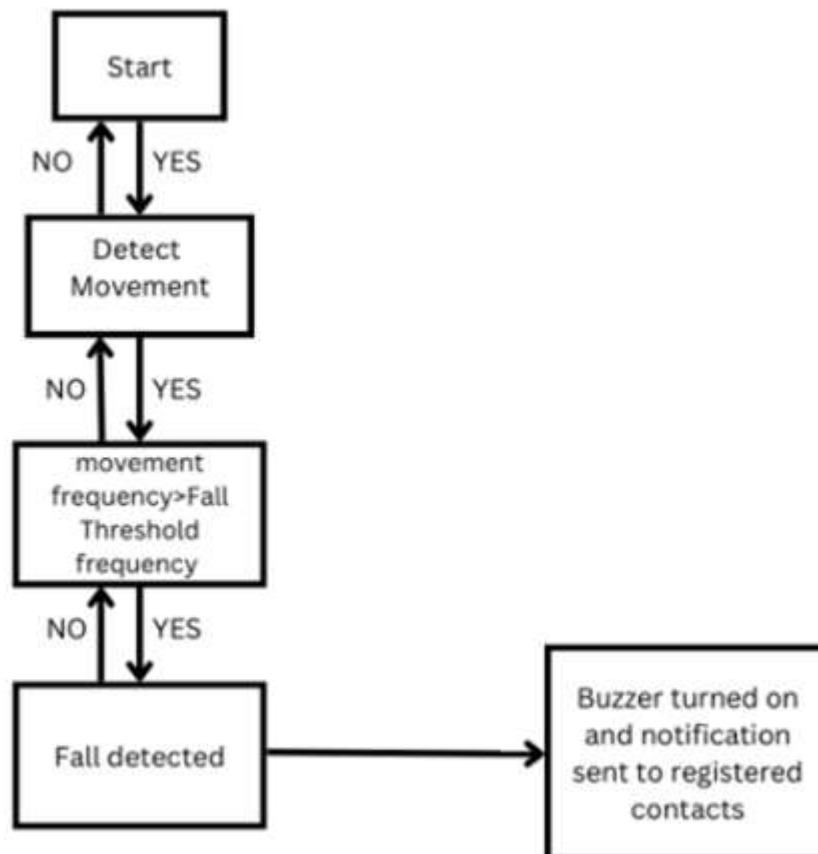 Start
NO
YES
Detect
Movement
NO
YES
movement
frequency>Fall
Threshold
frequency
NO
YES
Fall detected
Buzzer turned on
and notification
sent to registered
contacts